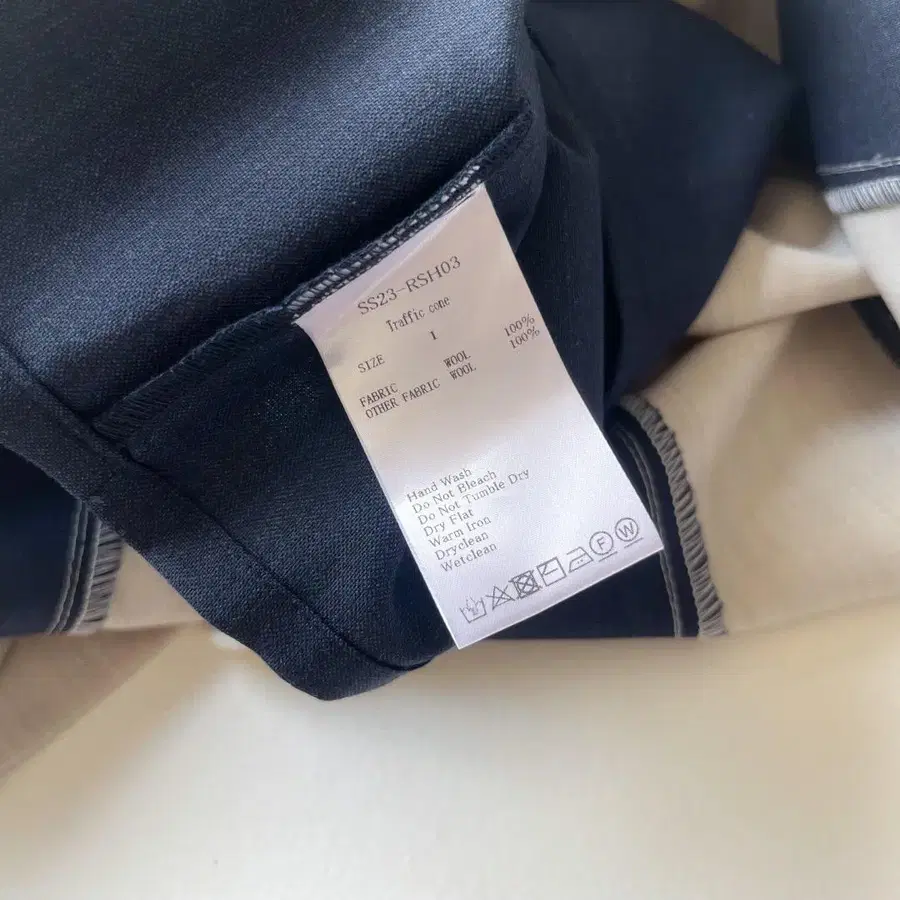 SS23-RSH03
Traffic cone
SIZE 1
FABRIC WOOL 100%
OTHER FABRIC WOOL 100%
Hand Wash
Do Not Bleach
Do Not Tumble Dry
Dry Flat
Warm Iron
Dryclean
Wetclean
F W